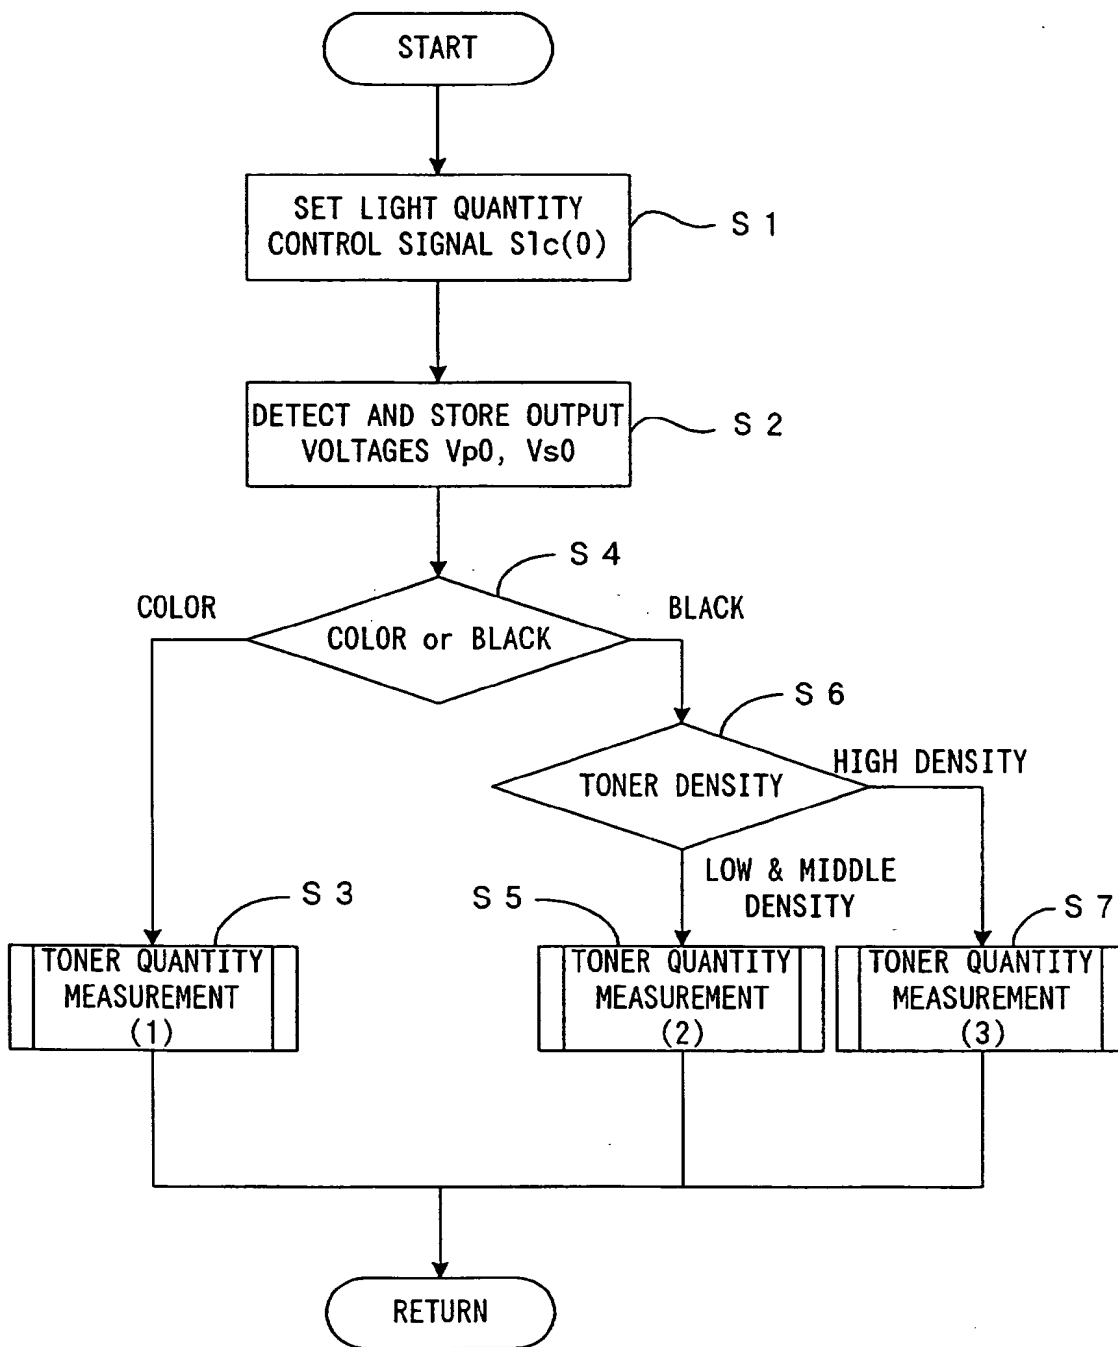 START
SET LIGHT QUANTITY
CONTROL SIGNAL Slc(0)
S 1
DETECT AND STORE OUTPUT
VOLTAGES Vp0, Vs0
S 2
S 4
COLOR
COLOR or BLACK
BLACK
S 6
TONER DENSITY
HIGH DENSITY
LOW & MIDDLE
DENSITY
S 3
TONER QUANTITY
MEASUREMENT
(1)
S 5
TONER QUANTITY
MEASUREMENT
(2)
S 7
TONER QUANTITY
MEASUREMENT
(3)
RETURN